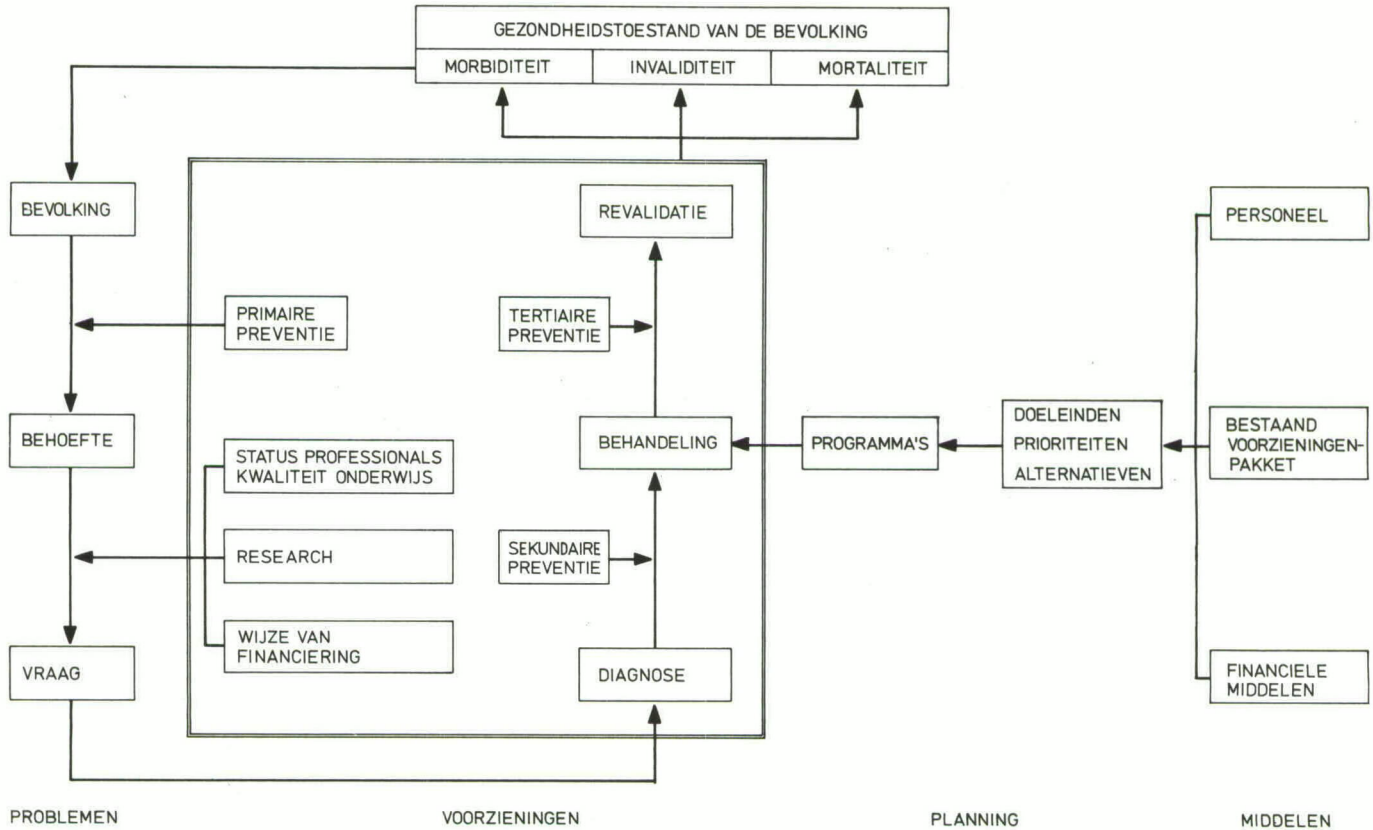 GEZONDHEIDSTOESTAND VAN DE BEVOLKING
MORBIDITEIT
INVALIDITEIT
MORTALITEIT
BEVOLKING
REVALIDATIE
PERSONEEL
PRIMAIRE
PREVENTIE
TERTIAIRE
PREVENTIE
BEHOEFTE
STATUS PROFESSIONALS
KWALITEIT ONDERWIJS
BEHANDELING
PROGRAMMA'S
DOELEINDEN
PRIORITEITEN
ALTERNATIEVEN
BESTAAND
VOORZIENINGEN-
PAKKET
RESEARCH
SEKUNDAIRE
PREVENTIE
WIJZE VAN
FINANCIERING
VRAAG
DIAGNOSE
FINANCIELE
MIDDELEN
PROBLEMEN
VOORZIENINGEN
PLANNING
MIDDELEN